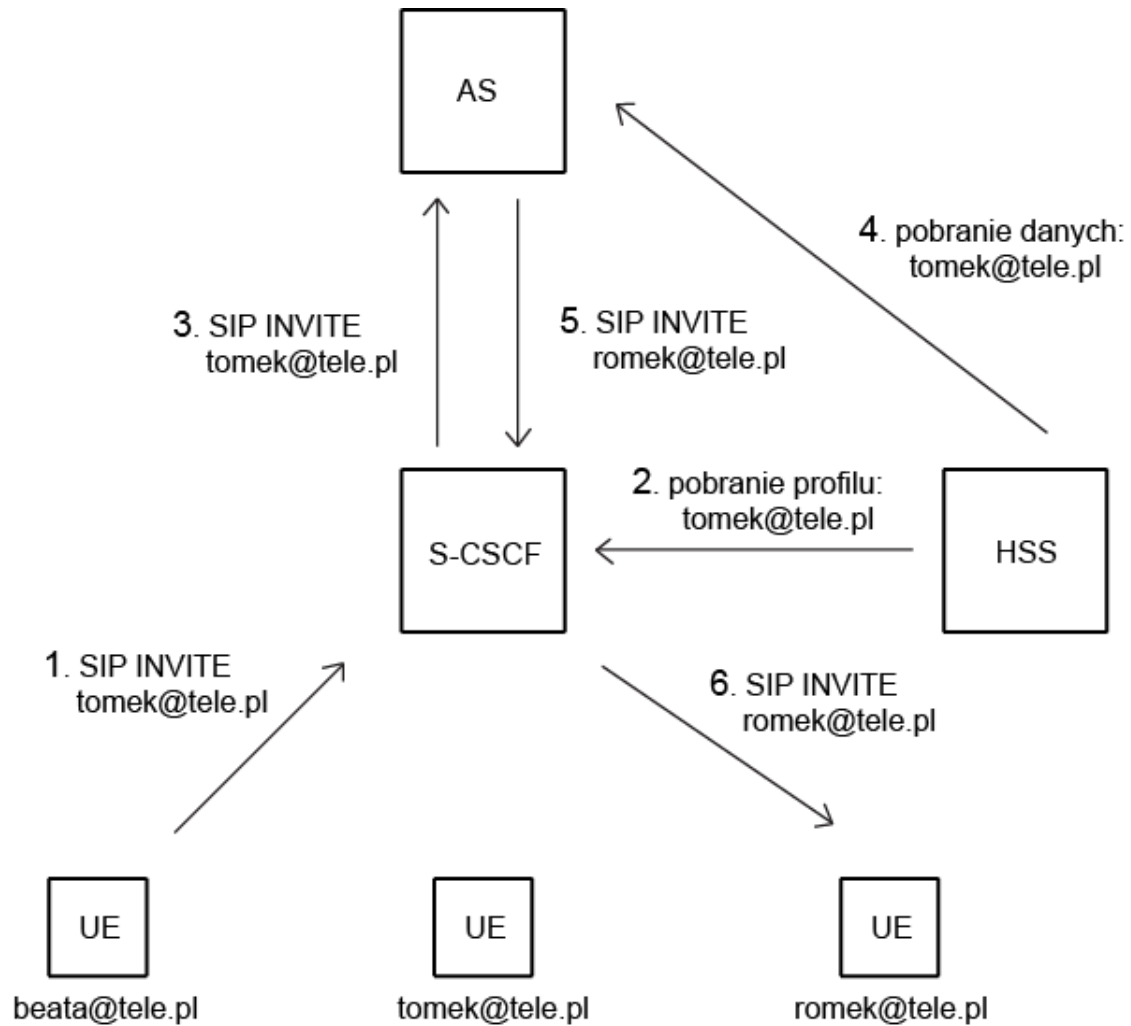 AS
4. pobranie danych:
tomek@tele.pl
3. SIP INVITE
tomek@tele.pl
5. SIP INVITE
romek@tele.pl
2. pobranie profilu:
tomek@tele.pl
S-CSCF
HSS
1. SIP INVITE
tomek@tele.pl
6. SIP INVITE
romek@tele.pl
UE
UE
UE
beata@tele.pl
tomek@tele.pl
romek@tele.pl